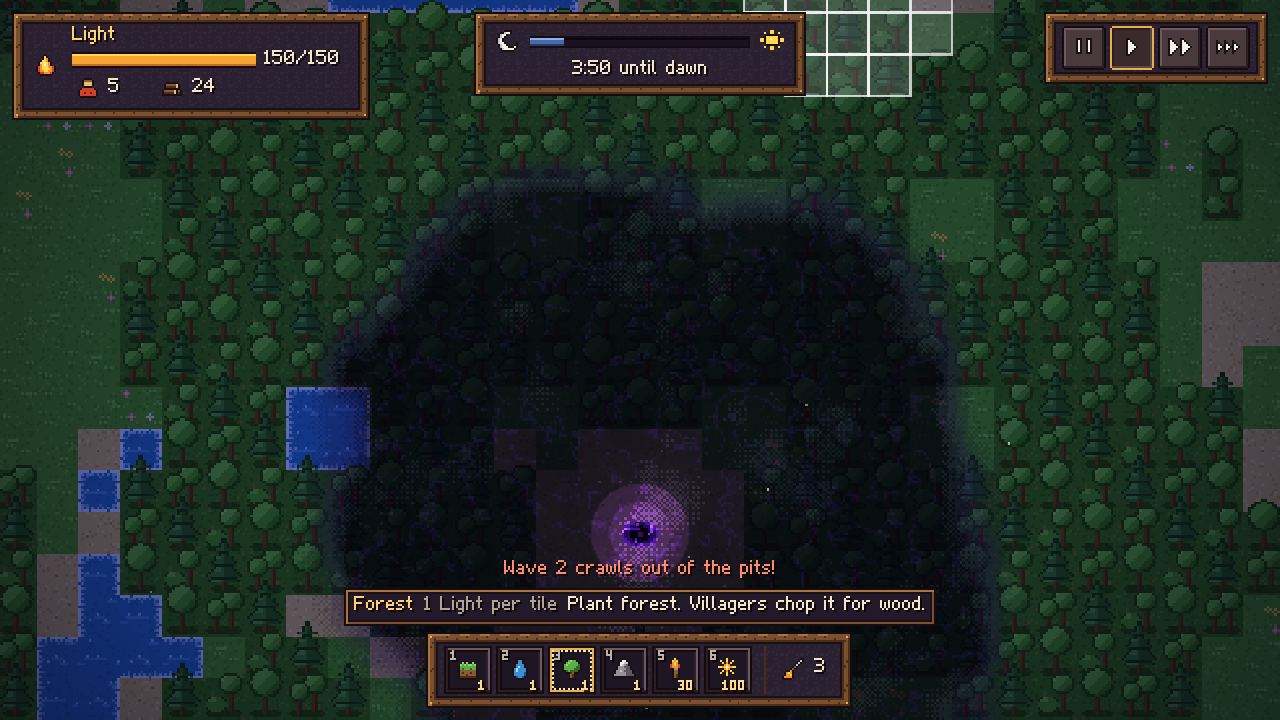 Light
150/150
5 24
3:50 until dawn
Wave 2 crawls out of the pits!
Forest 1 Light per tile Plant forest. Villagers chop it for wood.
1 2 3 4 5 6
1 1 1 1 30 100
3